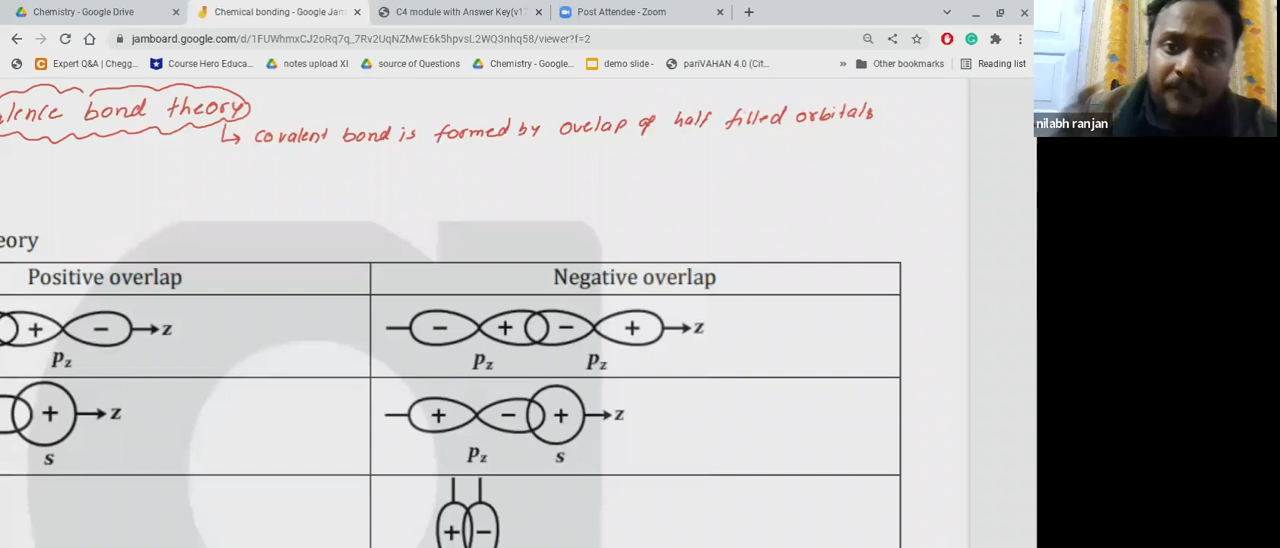 Chemistry - Google Drive
Chemical bonding - Google Jam
C4 module with Answer Key(v1
Post Attendee - Zoom
jamboard.google.com/d/1FUWhmxCJ2oRq7q_7Rv2UqNZMwE6k5hpvsL2WQ3nhq58/viewer?f=2
Expert Q&A | Chegg... Course Hero Educa... notes upload XI source of Questions Chemistry - Google... demo slide - pariVAHAN 4.0 (Cit... » Other bookmarks Reading list
nilabh ranjan
lence bond theory
↳ covalent bond is formed by ovelap of half filled orbitals
eory
Positive overlap Negative overlap
+ − z − + − + z
pz pz pz
+ z + − + z
s pz s
+ −